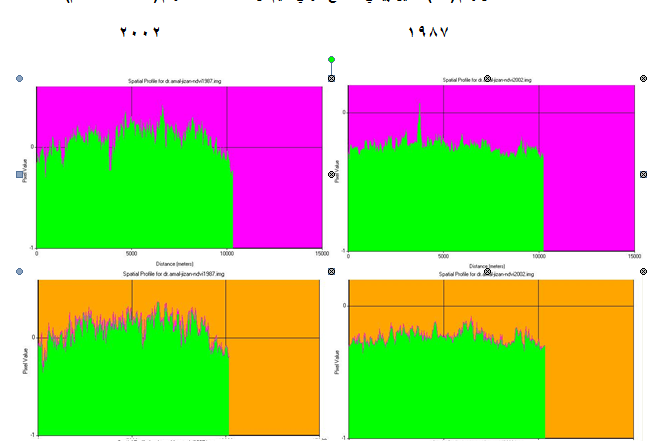 ٢٠٠٢ ١٩٨٧
Spatial Profile for dr.amal-jizan-ndvi1987.img
Pixel Value
0
-1
0 5000 10000 15000
Distance (meters)
Spatial Profile for dr.amal-jizan-ndvi2002.img
Pixel Value
0
-1
0 5000 10000 15000
Distance (meters)
Spatial Profile for dr.amal-jizan-ndvi1987.img
Pixel Value
0
-1
Spatial Profile for dr.amal-jizan-ndvi2002.img
Pixel Value
0
-1